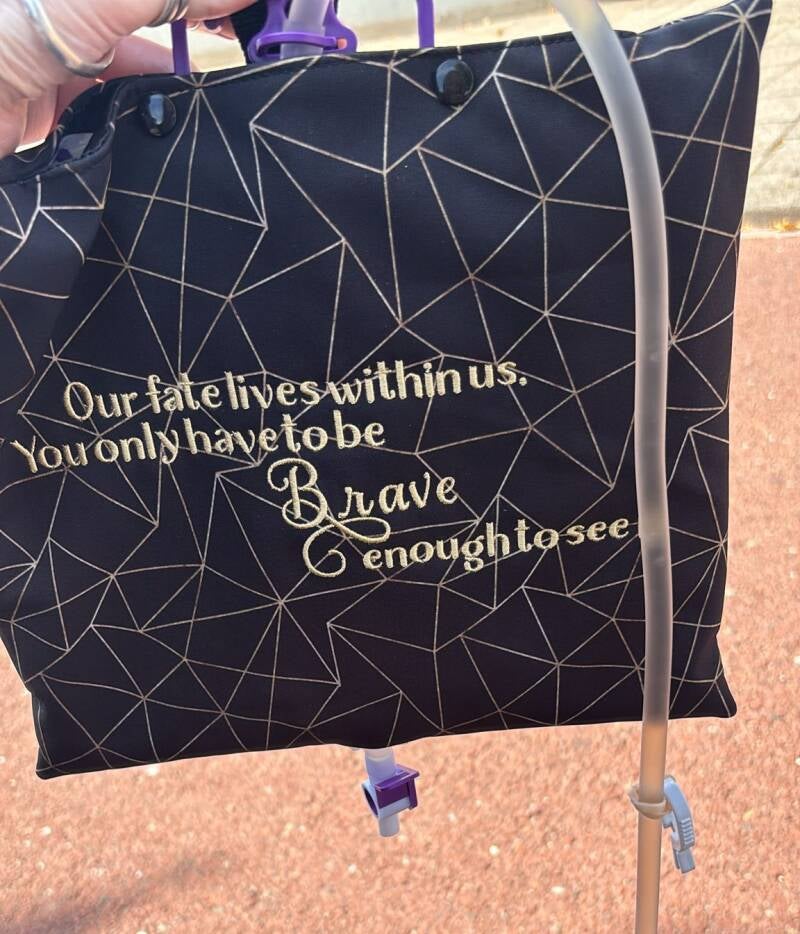 Our fate lives within us.
You only have to be
Brave
enough to see